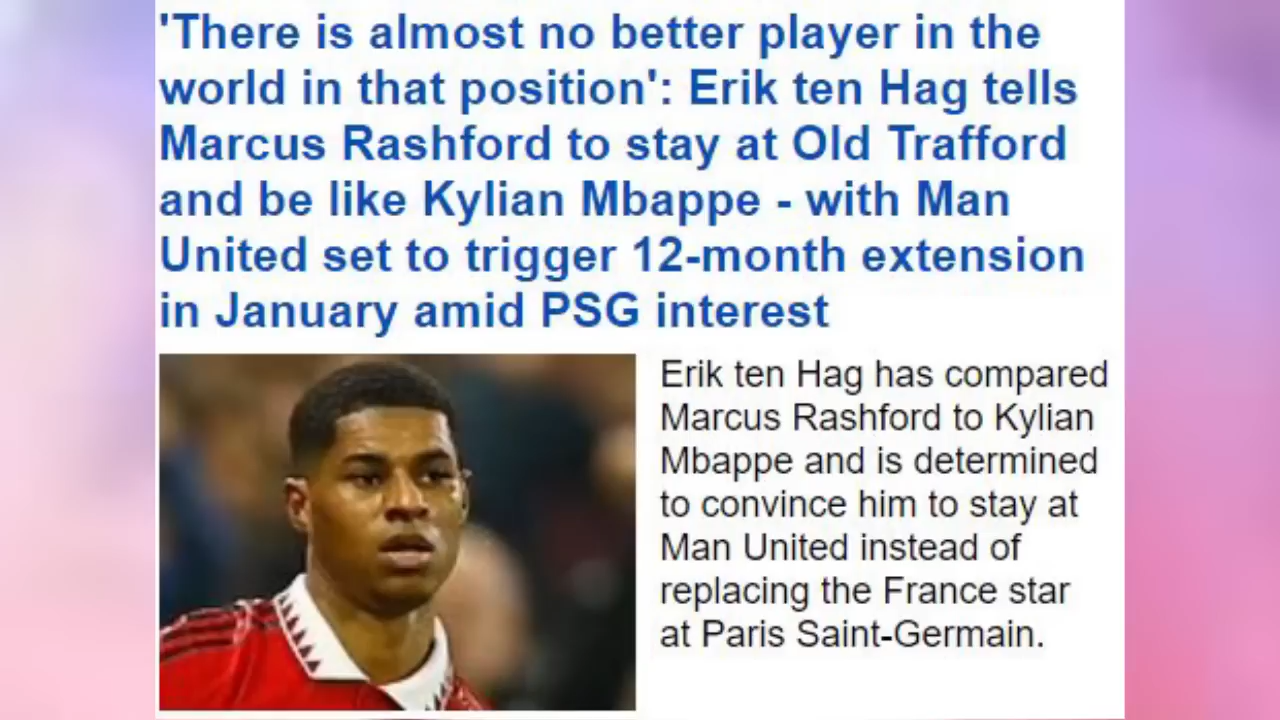 'There is almost no better player in the
world in that position': Erik ten Hag tells
Marcus Rashford to stay at Old Trafford
and be like Kylian Mbappe - with Man
United set to trigger 12-month extension
in January amid PSG interest
Erik ten Hag has compared
Marcus Rashford to Kylian
Mbappe and is determined
to convince him to stay at
Man United instead of
replacing the France star
at Paris Saint-Germain.